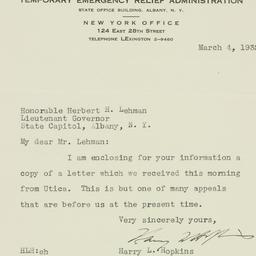 TEMPORARY EMERGENCY RELIEF ADMINISTRATION
STATE OFFICE BUILDING, ALBANY, N. Y.
NEW YORK OFFICE
124 EAST 28TH STREET
TELEPHONE LEXINGTON 2-9460
March 4, 193
Honorable Herbert H. Lehman
Lieutenant Governor
State Capitol, Albany, N. Y.
My dear Mr. Lehman:
I am enclosing for your information a
copy of a letter which we received this morning
from Utica. This is but one of many appeals
that are before us at the present time.
Very sincerely yours,
Harry L. Hopkins
HLH:eh Harry L. Hopkins